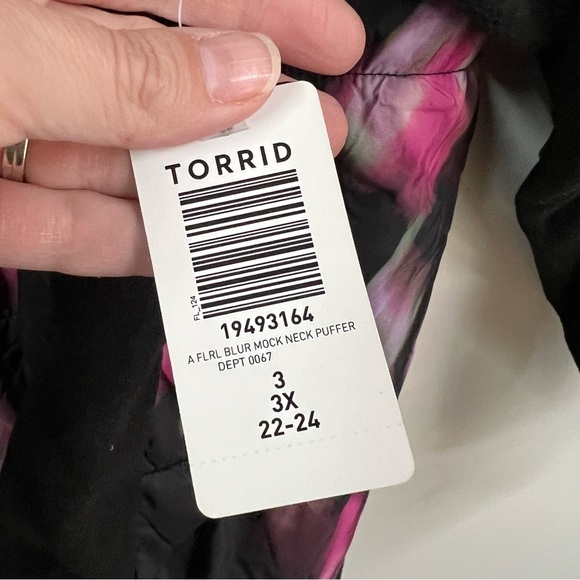 TORRID
FL_124
19493164
A FLRL BLUR MOCK NECK PUFFER
DEPT 0067
3
3X
22-24